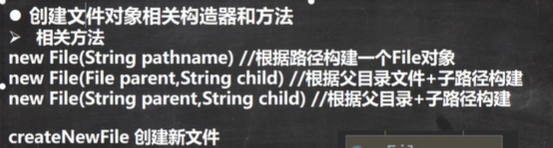 ● 创建文件对象相关构造器和方法
➢ 相关方法
new File(String pathname) //根据路径构建一个File对象
new File(File parent,String child) //根据父目录文件+子路径构建
new File(String parent,String child) //根据父目录+子路径构建
createNewFile 创建新文件